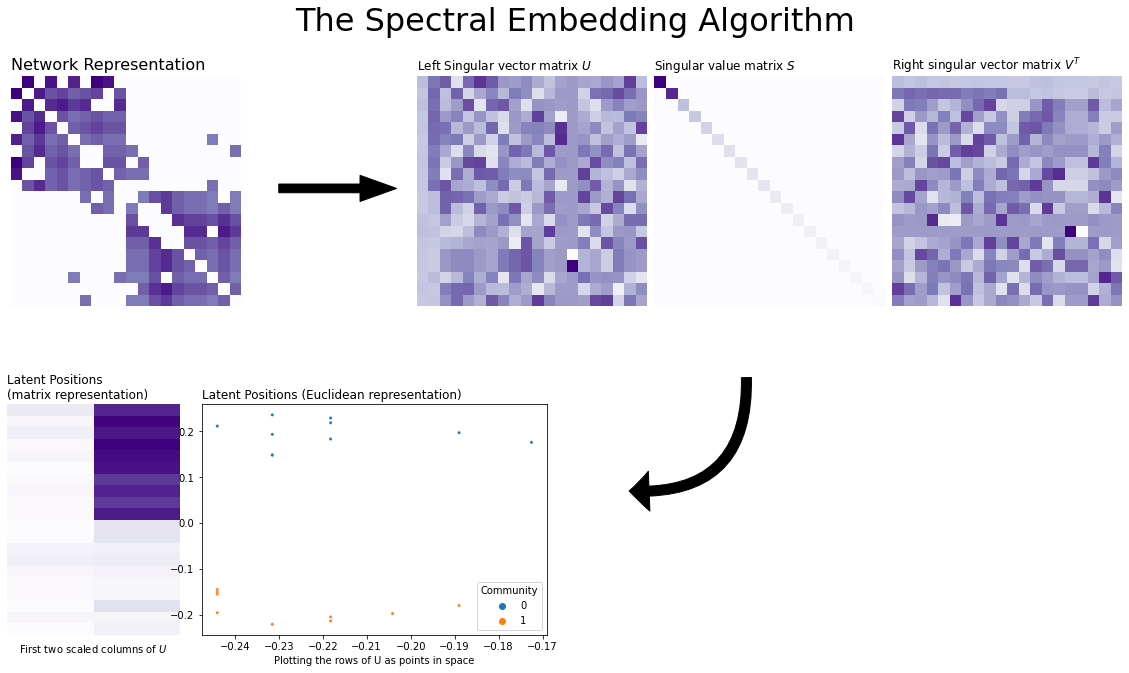 The Spectral Embedding Algorithm
Network Representation
Left Singular vector matrix U
Singular value matrix S
Right singular vector matrix V^T
Latent Positions
(matrix representation)
Latent Positions (Euclidean representation)
0.2
0.1
0.0
−0.1
−0.2
Community
0
1
−0.24 −0.23 −0.22 −0.21 −0.20 −0.19 −0.18 −0.17
First two scaled columns of U
Plotting the rows of U as points in space